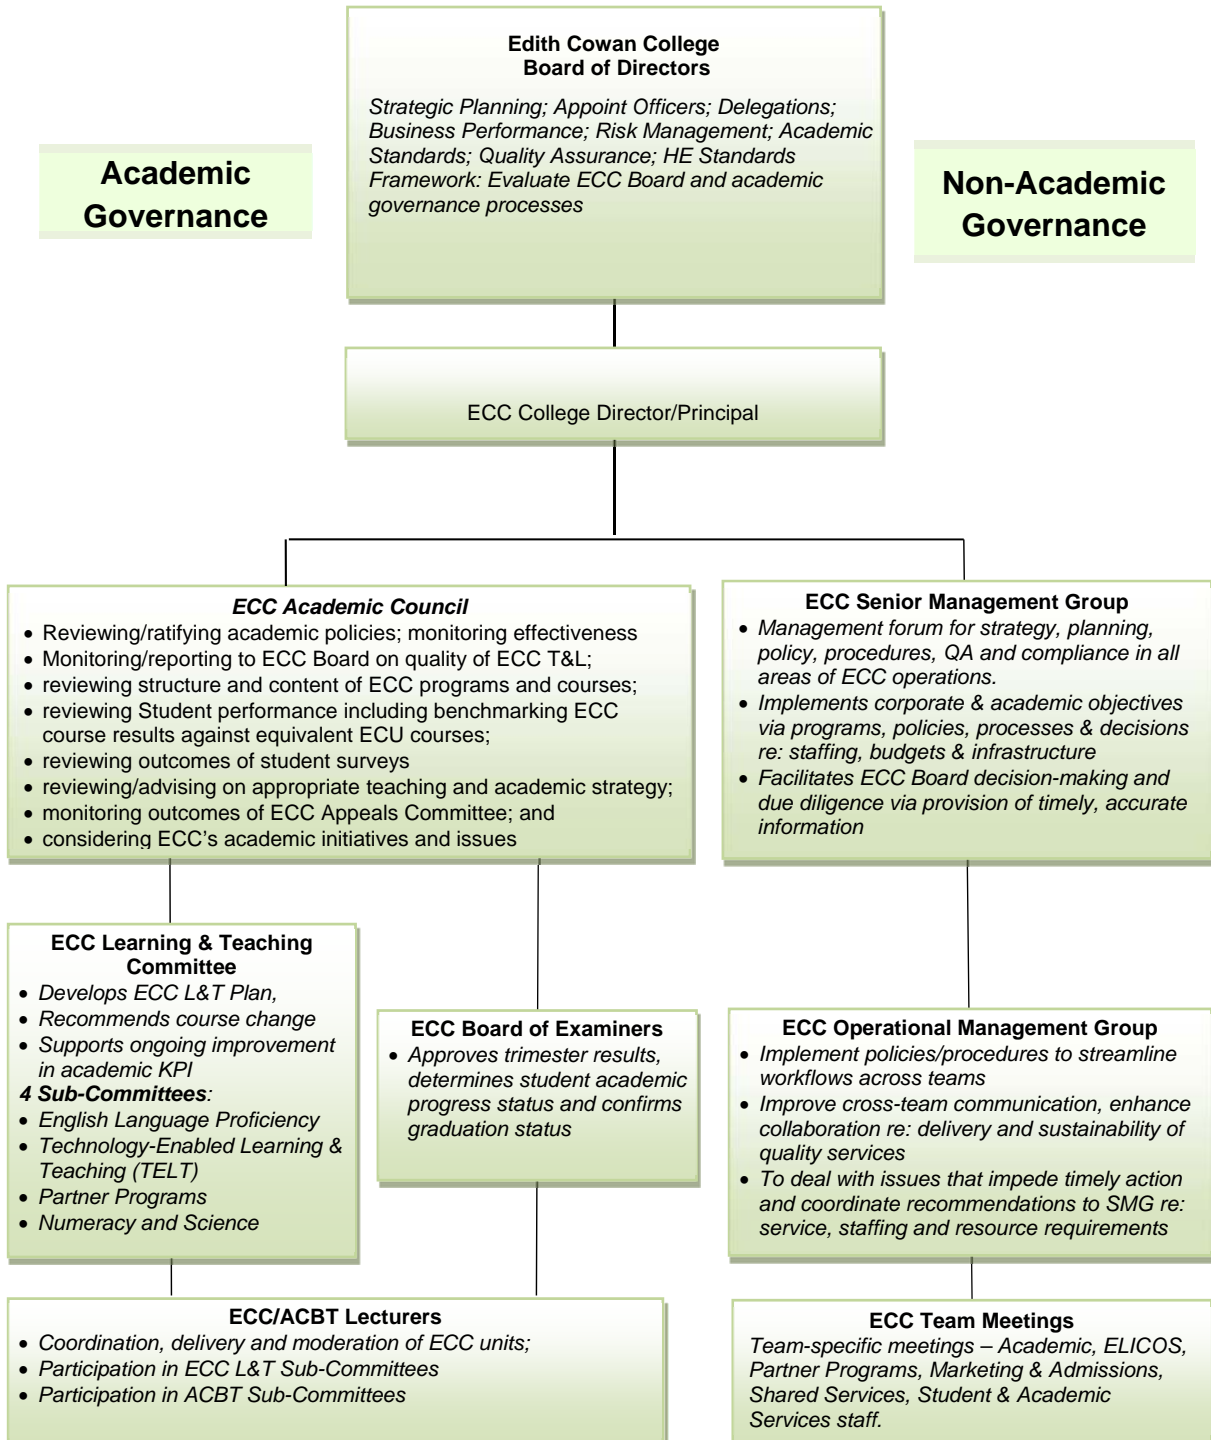 Edith Cowan College
Board of Directors
Strategic Planning; Appoint Officers; Delegations;
Business Performance; Risk Management; Academic
Standards; Quality Assurance; HE Standards
Framework: Evaluate ECC Board and academic
governance processes
Academic
Governance
Non-Academic
Governance
ECC College Director/Principal
ECC Academic Council
• Reviewing/ratifying academic policies; monitoring effectiveness
• Monitoring/reporting to ECC Board on quality of ECC T&L;
• reviewing structure and content of ECC programs and courses;
• reviewing Student performance including benchmarking ECC
course results against equivalent ECU courses;
• reviewing outcomes of student surveys
• reviewing/advising on appropriate teaching and academic strategy;
• monitoring outcomes of ECC Appeals Committee; and
• considering ECC’s academic initiatives and issues
ECC Senior Management Group
• Management forum for strategy, planning,
policy, procedures, QA and compliance in all
areas of ECC operations.
• Implements corporate & academic objectives
via programs, policies, processes & decisions
re: staffing, budgets & infrastructure
• Facilitates ECC Board decision-making and
due diligence via provision of timely, accurate
information
ECC Learning & Teaching
Committee
• Develops ECC L&T Plan,
• Recommends course change
• Supports ongoing improvement
in academic KPI
4 Sub-Committees:
• English Language Proficiency
• Technology-Enabled Learning &
Teaching (TELT)
• Partner Programs
• Numeracy and Science
ECC Board of Examiners
• Approves trimester results,
determines student academic
progress status and confirms
graduation status
ECC Operational Management Group
• Implement policies/procedures to streamline
workflows across teams
• Improve cross-team communication, enhance
collaboration re: delivery and sustainability of
quality services
• To deal with issues that impede timely action
and coordinate recommendations to SMG re:
service, staffing and resource requirements
ECC/ACBT Lecturers
• Coordination, delivery and moderation of ECC units;
• Participation in ECC L&T Sub-Committees
• Participation in ACBT Sub-Committees
ECC Team Meetings
Team-specific meetings – Academic, ELICOS,
Partner Programs, Marketing & Admissions,
Shared Services, Student & Academic
Services staff.